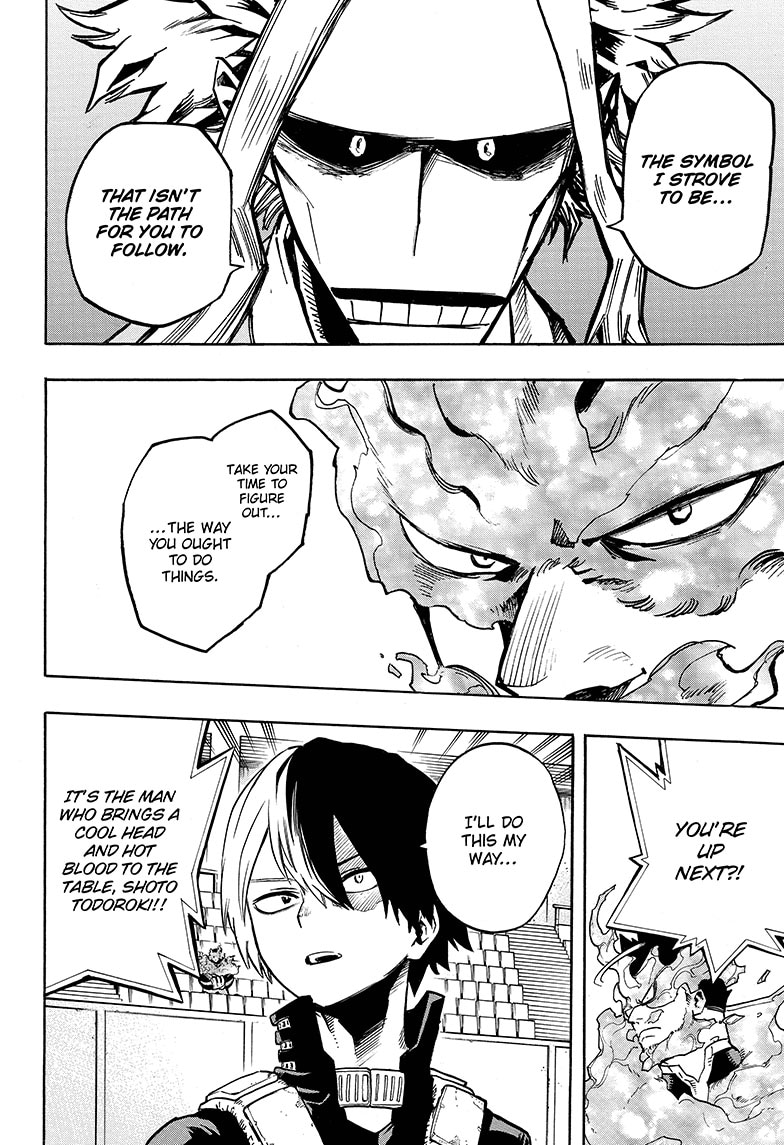 THE SYMBOL
I STROVE
TO BE...
THAT ISN'T
THE PATH
FOR YOU TO
FOLLOW.
TAKE YOUR
TIME TO
FIGURE
OUT...
...THE WAY
YOU OUGHT
TO DO
THINGS.
YOU'RE
UP
NEXT?!
I'LL DO
THIS MY
WAY...
IT'S THE MAN
WHO BRINGS A
COOL HEAD
AND HOT
BLOOD TO THE
TABLE, SHOTO
TODOROKI!!